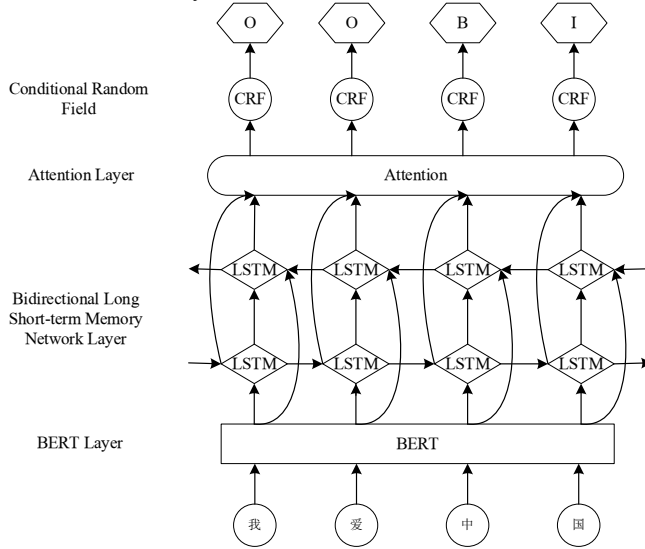 O O B I
Conditional Random
Field
CRF CRF CRF CRF
Attention Layer
Attention
LSTM LSTM LSTM LSTM
Bidirectional Long
Short-term Memory
Network Layer
LSTM LSTM LSTM LSTM
BERT Layer
BERT
我 爱 中 国